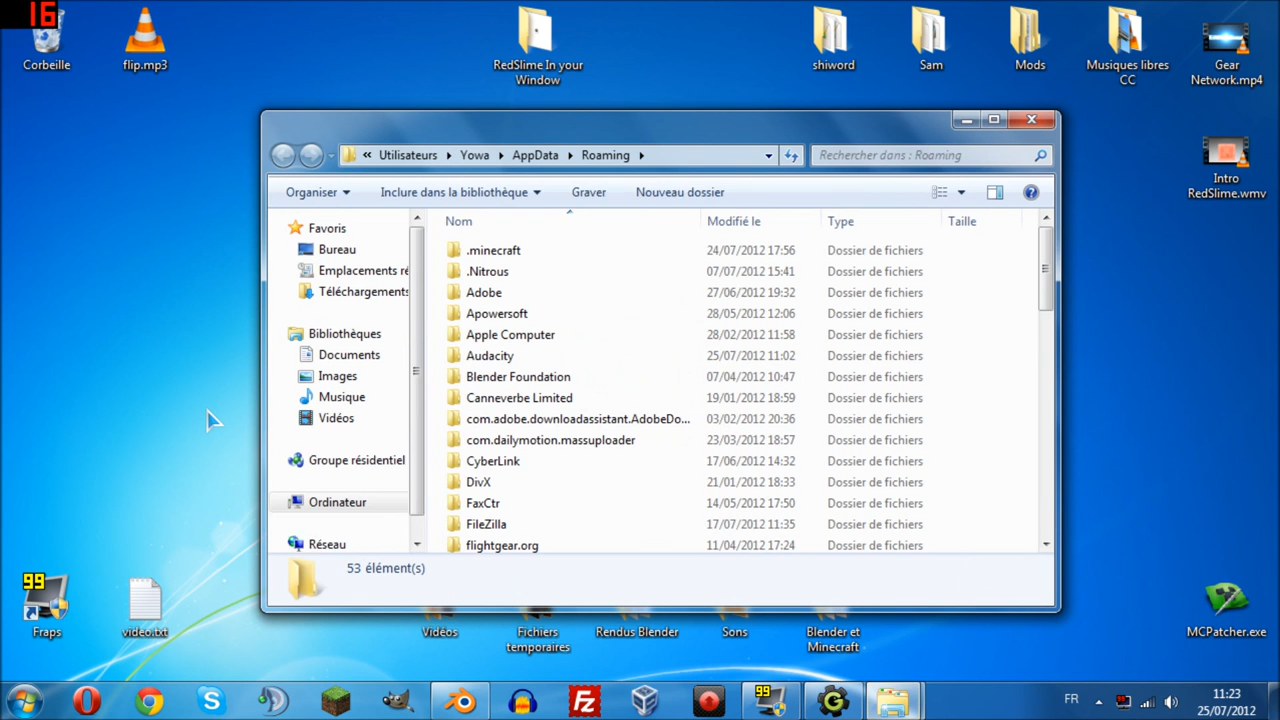 16
Corbeille
flip.mp3
RedSlime In your
Window
shiword
Sam
Mods
Musiques libres
CC
Gear
Network.mp4
Intro
RedSlime.wmv
« Utilisateurs Yowa AppData Roaming
Rechercher dans : Roaming
Organiser Inclure dans la bibliothèque Graver Nouveau dossier
Nom Modifié le Type Taille
Favoris
Bureau
Emplacements ré
Téléchargements
Bibliothèques
Documents
Images
Musique
Vidéos
Groupe résidentiel
Ordinateur
Réseau
.minecraft 24/07/2012 17:56 Dossier de fichiers
.Nitrous 07/07/2012 15:41 Dossier de fichiers
Adobe 27/06/2012 19:32 Dossier de fichiers
Apowersoft 28/05/2012 12:06 Dossier de fichiers
Apple Computer 28/02/2012 11:58 Dossier de fichiers
Audacity 25/07/2012 11:02 Dossier de fichiers
Blender Foundation 07/04/2012 10:47 Dossier de fichiers
Canneverbe Limited 19/01/2012 18:59 Dossier de fichiers
com.adobe.downloadassistant.AdobeDo... 03/02/2012 20:36 Dossier de fichiers
com.dailymotion.massuploader 23/03/2012 18:57 Dossier de fichiers
CyberLink 17/06/2012 14:32 Dossier de fichiers
DivX 21/01/2012 18:33 Dossier de fichiers
FaxCtr 14/05/2012 17:50 Dossier de fichiers
FileZilla 17/07/2012 11:35 Dossier de fichiers
flightgear.org 11/04/2012 17:24 Dossier de fichiers
53 élément(s)
99
Fraps
video.txt
Vidéos
Fichiers
temporaires
Rendus Blender
Sons
Blender et
Minecraft
MCPatcher.exe
99
FR
11:23
25/07/2012